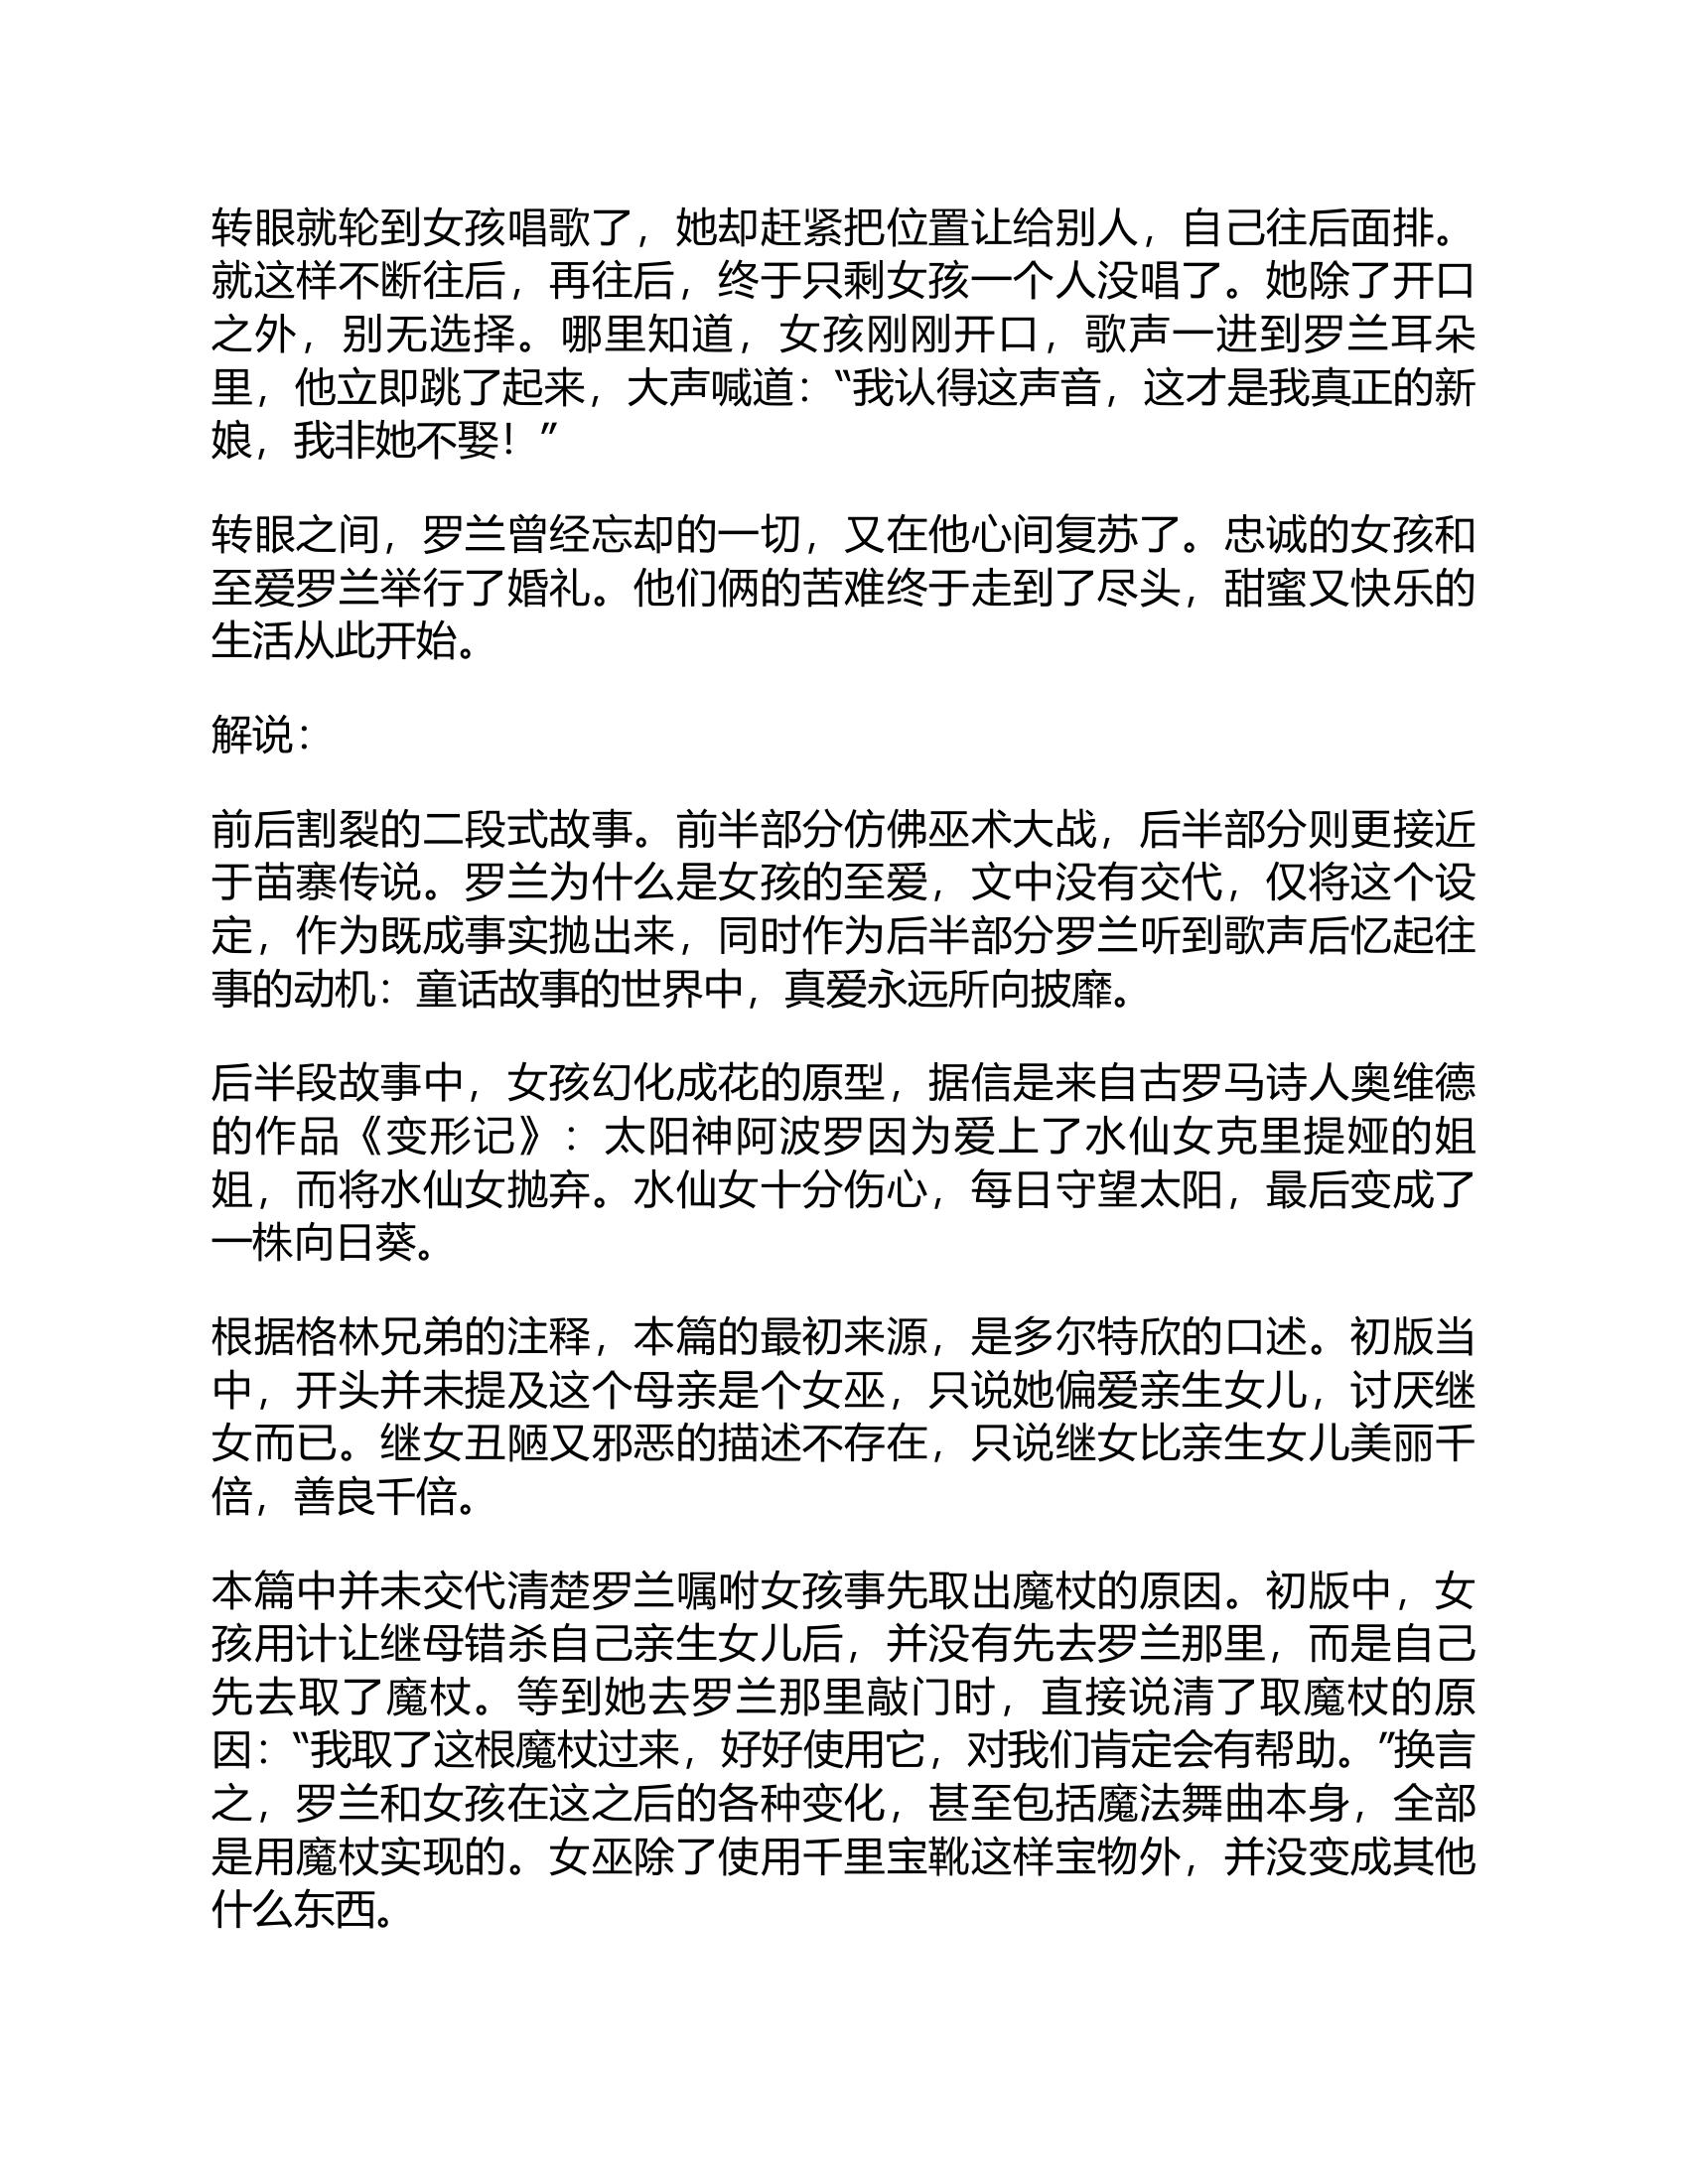 转眼就轮到女孩唱歌了，她却赶紧把位置让给别人，自己往后面排。
就这样不断往后，再往后，终于只剩女孩一个人没唱了。她除了开口
之外，别无选择。哪里知道，女孩刚刚开口，歌声一进到罗兰耳朵
里，他立即跳了起来，大声喊道：“我认得这声音，这才是我真正的新
娘，我非她不娶！”
转眼之间，罗兰曾经忘却的一切，又在他心间复苏了。忠诚的女孩和
至爱罗兰举行了婚礼。他们俩的苦难终于走到了尽头，甜蜜又快乐的
生活从此开始。
解说：
前后割裂的二段式故事。前半部分仿佛巫术大战，后半部分则更接近
于苗寨传说。罗兰为什么是女孩的至爱，文中没有交代，仅将这个设
定，作为既成事实抛出来，同时作为后半部分罗兰听到歌声后忆起往
事的动机：童话故事的世界中，真爱永远所向披靡。
后半段故事中，女孩幻化成花的原型，据信是来自古罗马诗人奥维德
的作品《变形记》：太阳神阿波罗因为爱上了水仙女克里提娅的姐
姐，而将水仙女抛弃。水仙女十分伤心，每日守望太阳，最后变成了
一株向日葵。
根据格林兄弟的注释，本篇的最初来源，是多尔特欣的口述。初版当
中，开头并未提及这个母亲是个女巫，只说她偏爱亲生女儿，讨厌继
女而已。继女丑陋又邪恶的描述不存在，只说继女比亲生女儿美丽千
倍，善良千倍。
本篇中并未交代清楚罗兰嘱咐女孩事先取出魔杖的原因。初版中，女
孩用计让继母错杀自己亲生女儿后，并没有先去罗兰那里，而是自己
先去取了魔杖。等到她去罗兰那里敲门时，直接说清了取魔杖的原
因：“我取了这根魔杖过来，好好使用它，对我们肯定会有帮助。”换言
之，罗兰和女孩在这之后的各种变化，甚至包括魔法舞曲本身，全部
是用魔杖实现的。女巫除了使用千里宝靴这样宝物外，并没变成其他
什么东西。